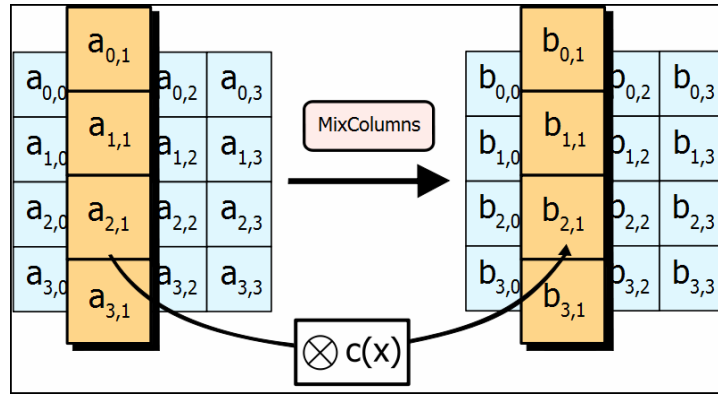 a0,0 a0,1 a0,2 a0,3
a1,0 a1,1 a1,2 a1,3
a2,0 a2,1 a2,2 a2,3
a3,0 a3,1 a3,2 a3,3
MixColumns
b0,0 b0,1 b0,2 b0,3
b1,0 b1,1 b1,2 b1,3
b2,0 b2,1 b2,2 b2,3
b3,0 b3,1 b3,2 b3,3
⊗ c(x)